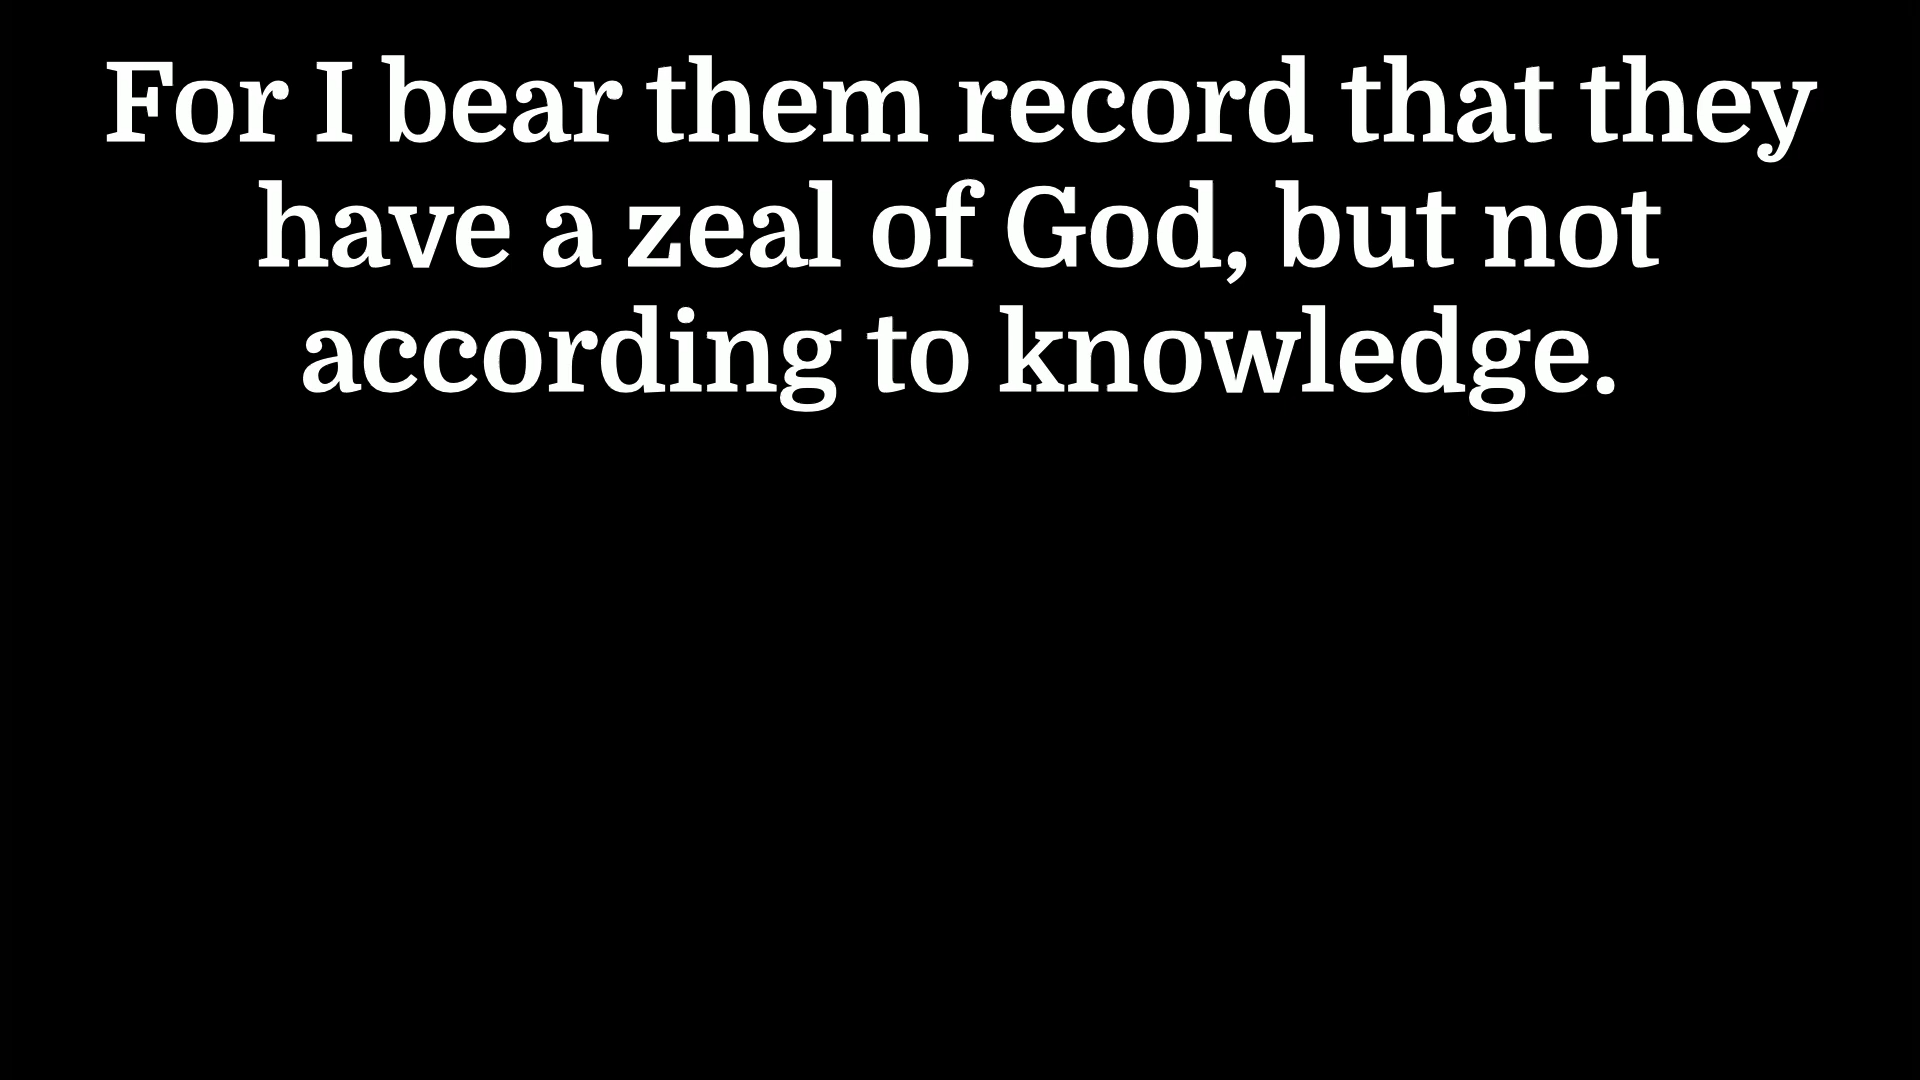 For I bear them record that they
have a zeal of God, but not
according to knowledge.